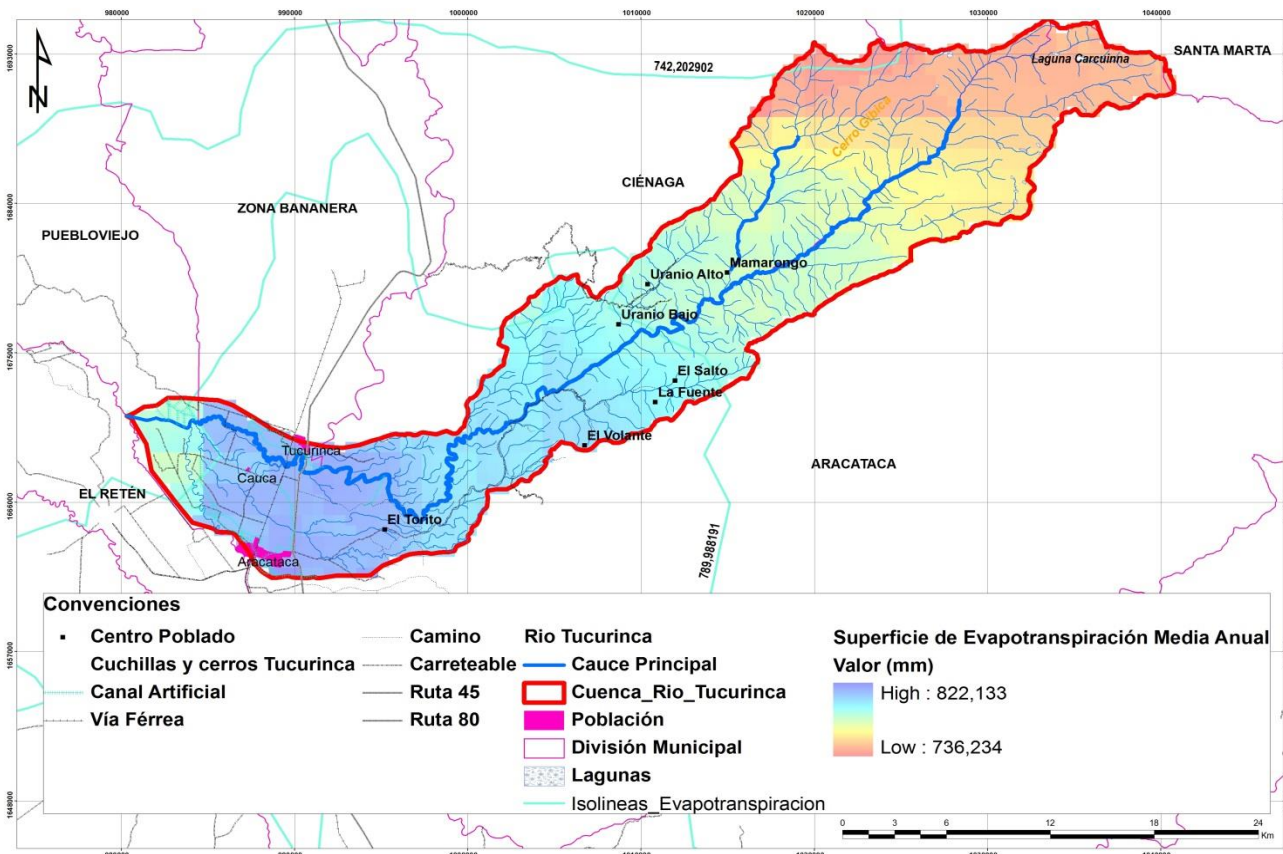 980000 990000 1000000 1010000 1020000 1030000 1040000
N
1693000
1684000
1675000
1666000
1657000
1648000
742,202902
Laguna Carcuinna
SANTA MARTA
Cerro Gibica
CIÉNAGA
ZONA BANANERA
PUEBLOVIEJO
Uranio Alto
Mamarongo
Uranio Bajo
El Salto
La Fuente
El Volante
Tucurinca
Cauca
ARACATACA
EL RETÉN
El Torito
Aracataca
789,988191
Convenciones
Centro Poblado
Cuchillas y cerros Tucurinca
Canal Artificial
Vía Férrea
Camino
Carreteable
Ruta 45
Ruta 80
Rio Tucurinca
Cauce Principal
Cuenca_Rio_Tucurinca
Población
División Municipal
Lagunas
Isolineas_Evapotranspiracion
Superficie de Evapotranspiración Media Anual
Valor (mm)
High : 822,133
Low : 736,234
0 3 6 12 18 24
Km